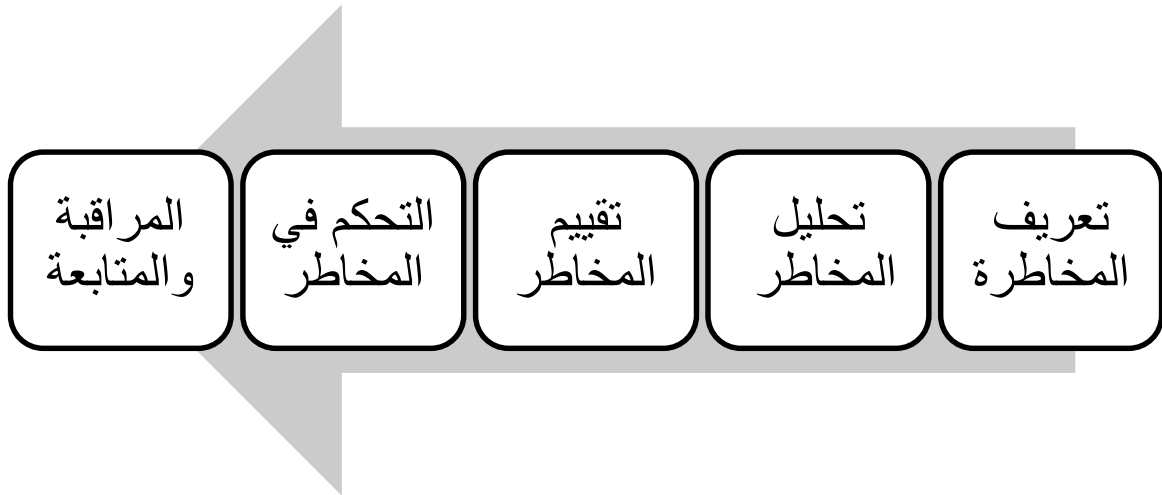 تعريف
المخاطرة
تحليل
المخاطر
تقييم
المخاطر
التحكم في
المخاطر
المراقبة
والمتابعة